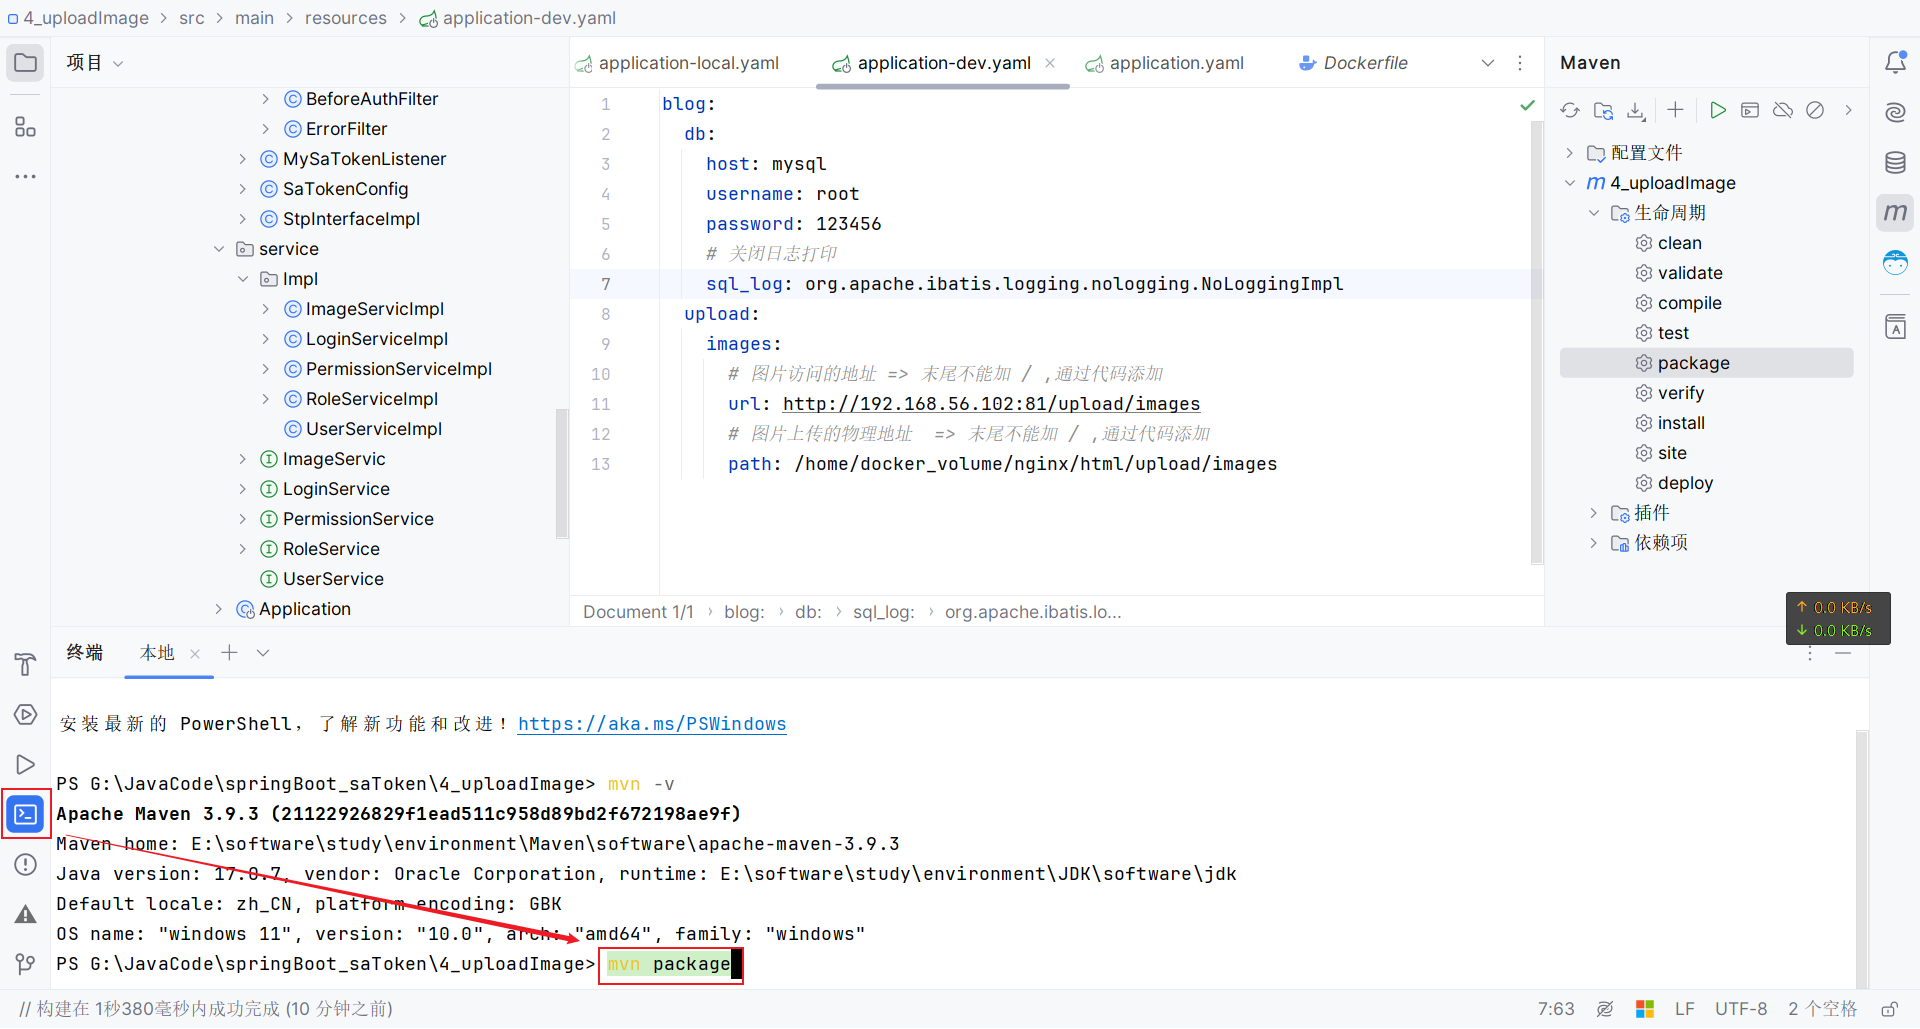 4_uploadImage > src > main > resources > application-dev.yaml
项目
BeforeAuthFilter
ErrorFilter
MySaTokenListener
SaTokenConfig
StpInterfaceImpl
service
Impl
ImageServicImpl
LoginServiceImpl
PermissionServiceImpl
RoleServiceImpl
UserServiceImpl
ImageServic
LoginService
PermissionService
RoleService
UserService
Application
application-local.yaml application-dev.yaml application.yaml Dockerfile
1 blog:
2 db:
3 host: mysql
4 username: root
5 password: 123456
6 # 关闭日志打印
7 sql_log: org.apache.ibatis.logging.nologging.NoLoggingImpl
8 upload:
9 images:
10 # 图片访问的地址 => 末尾不能加 / ,通过代码添加
11 url: http://192.168.56.102:81/upload/images
12 # 图片上传的物理地址 => 末尾不能加 / ,通过代码添加
13 path: /home/docker_volume/nginx/html/upload/images
Document 1/1 > blog: > db: > sql_log: > org.apache.ibatis.lo...
Maven
配置文件
m 4_uploadImage
生命周期
clean
validate
compile
test
package
verify
install
site
deploy
插件
依赖项
↑ 0.0 KB/s
↓ 0.0 KB/s
终端 本地
安装最新的 PowerShell，了解新功能和改进！https://aka.ms/PSWindows
PS G:\JavaCode\springBoot_saToken\4_uploadImage> mvn -v
Apache Maven 3.9.3 (21122926829f1ead511c958d89bd2f672198ae9f)
Maven home: E:\software\study\environment\Maven\software\apache-maven-3.9.3
Java version: 17.0.7, vendor: Oracle Corporation, runtime: E:\software\study\environment\JDK\software\jdk
Default locale: zh_CN, platform encoding: GBK
OS name: "windows 11", version: "10.0", arch: "amd64", family: "windows"
PS G:\JavaCode\springBoot_saToken\4_uploadImage> mvn package
// 构建在 1秒380毫秒内成功完成 (10 分钟之前)
7:63 LF UTF-8 2 个空格